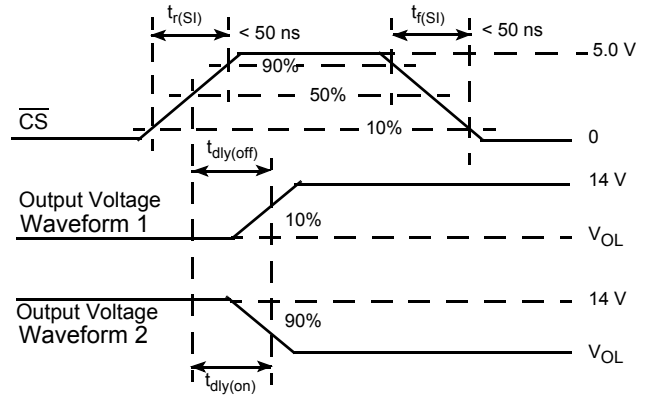 tr(SI)
< 50 ns
tf(SI)
< 50 ns
5.0 V
90%
50%
10%
CS
0
tdly(off)
14 V
Output Voltage
Waveform 1
10%
VOL
14 V
Output Voltage
Waveform 2
90%
VOL
tdly(on)